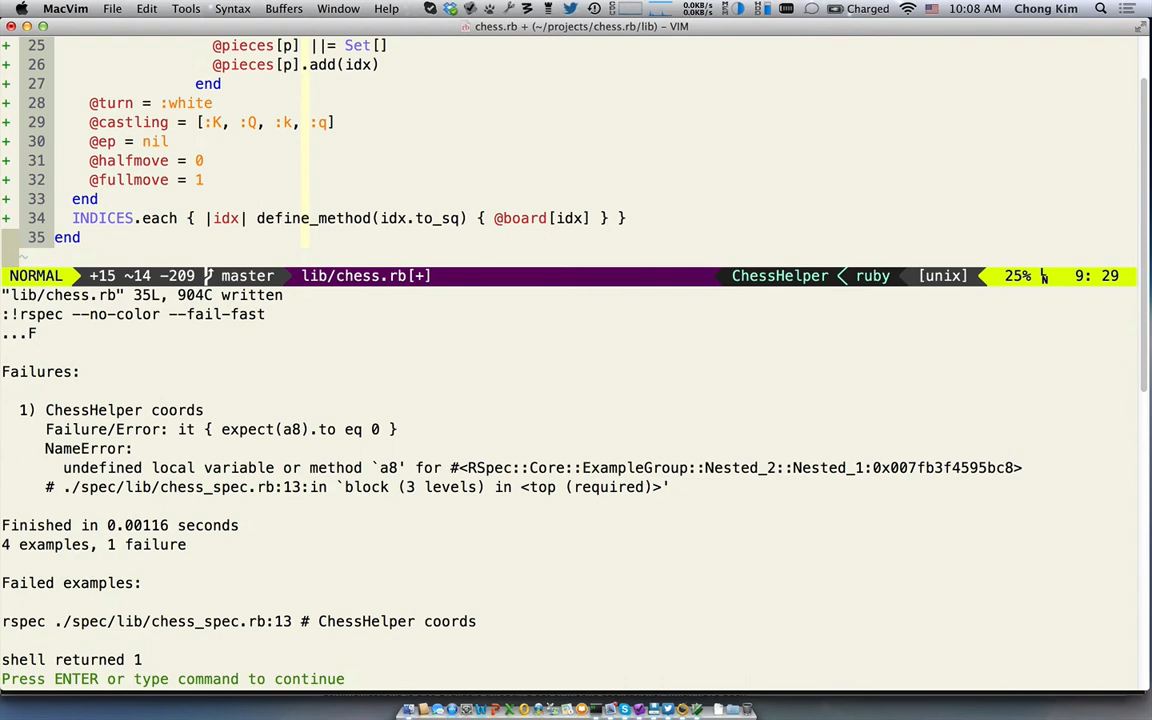 MacVim File Edit Tools Syntax Buffers Window Help 0.0KB/s 0.0KB/s Charged 10:08 AM Chong Kim
chess.rb + (~/projects/chess.rb/lib) – VIM
+ 25 @pieces[p] ||= Set[]
+ 26 @pieces[p].add(idx)
+ 27 end
+ 28 @turn = :white
+ 29 @castling = [:K, :Q, :k, :q]
+ 30 @ep = nil
+ 31 @halfmove = 0
+ 32 @fullmove = 1
+ 33 end
+ 34 INDICES.each { |idx| define_method(idx.to_sq) { @board[idx] } }
35 end
~
NORMAL +15 ~14 -209 master lib/chess.rb[+] ChessHelper ruby [unix] 25% LN 9: 29
"lib/chess.rb" 35L, 904C written
:!rspec --no-color --fail-fast
...F
Failures:
1) ChessHelper coords
Failure/Error: it { expect(a8).to eq 0 }
NameError:
undefined local variable or method `a8' for #<RSpec::Core::ExampleGroup::Nested_2::Nested_1:0x007fb3f4595bc8>
# ./spec/lib/chess_spec.rb:13:in `block (3 levels) in <top (required)>'
Finished in 0.00116 seconds
4 examples, 1 failure
Failed examples:
rspec ./spec/lib/chess_spec.rb:13 # ChessHelper coords
shell returned 1
Press ENTER or type command to continue